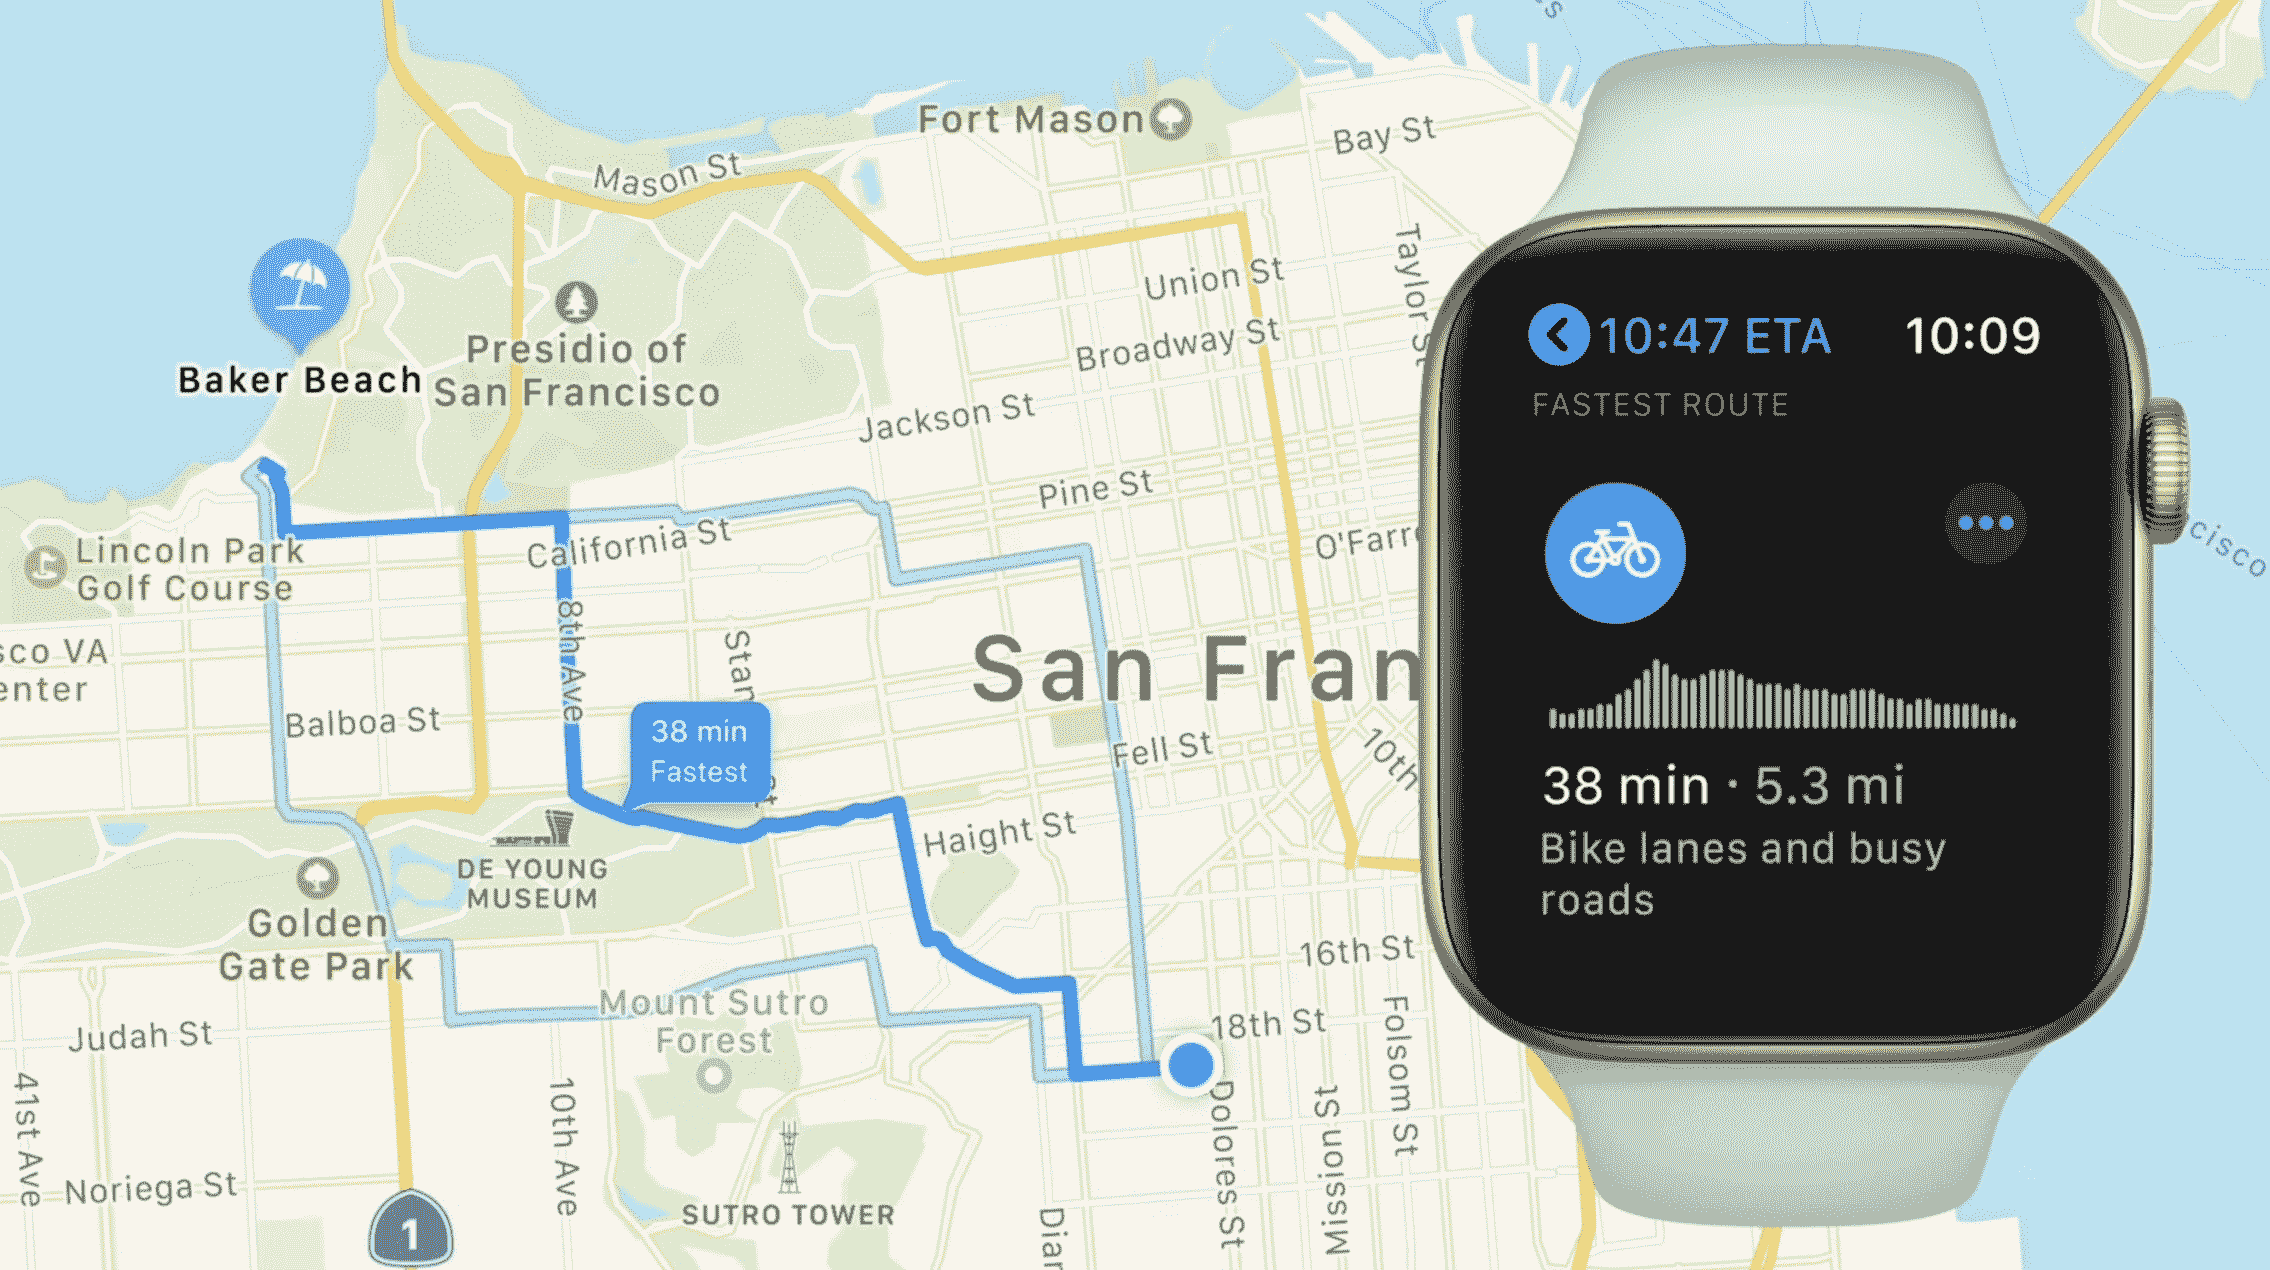 Fort Mason
Bay St
Mason St
Taylor St
Union St
Broadway St
Presidio of
San Francisco
Baker Beach
Jackson St
Pine St
California St
Lincoln Park
Golf Course
8th Ave
VA
Balboa St
San
38 min
Fastest
Fell St
10th
Haight St
DE YOUNG
MUSEUM
Golden
Gate Park
16th St
Mount Sutro
Forest
18th St
Judah St
41st Ave
10th Ave
Dolores St
Mission St
Folsom St
Noriega St
SUTRO TOWER
1
10:47 ETA
10:09
FASTEST ROUTE
38 min · 5.3 mi
Bike lanes and busy
roads